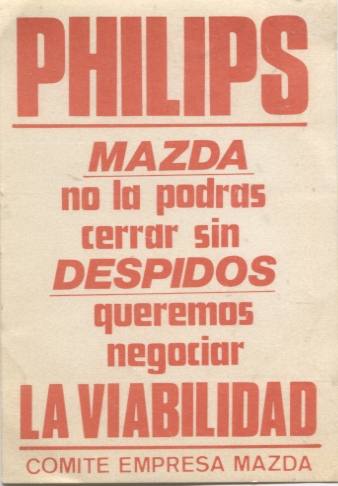 PHILIPS
MAZDA
no la podras
cerrar sin
DESPIDOS
queremos
negociar
LA VIABILIDAD
COMITE EMPRESA MAZDA